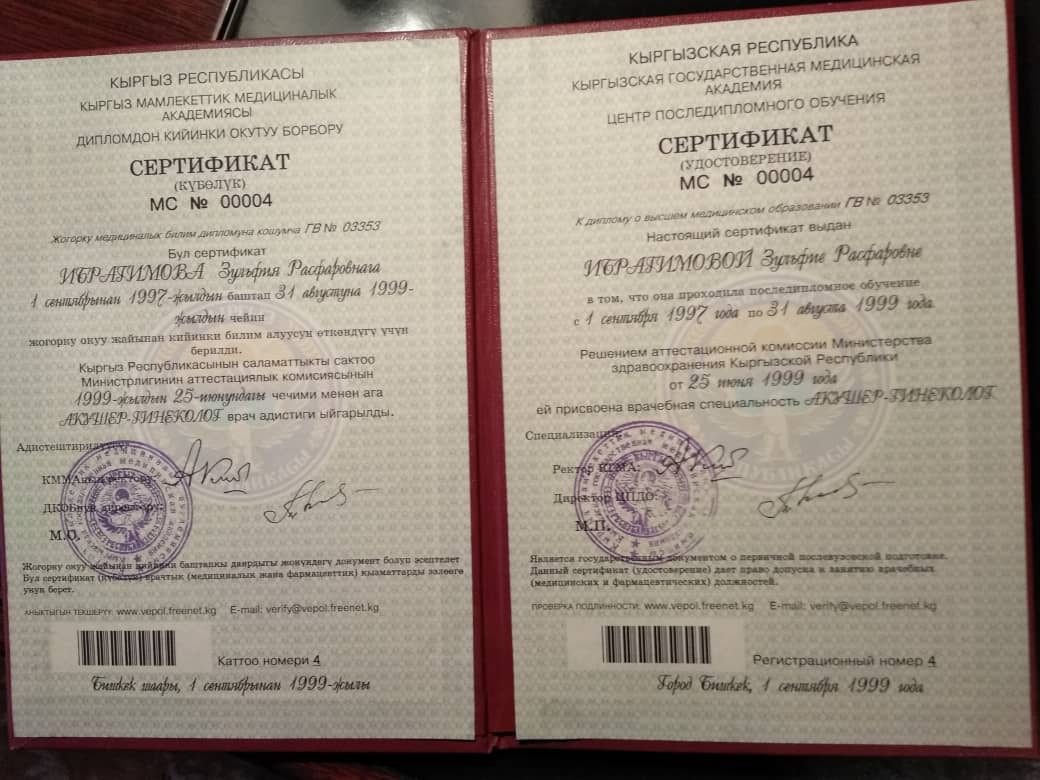 КЫРГЫЗ РЕСПУБЛИКАСЫ
КЫРГЫЗ МАМЛЕКЕТТИК МЕДИЦИНАЛЫК
АКАДЕМИЯСЫ
ДИПЛОМДОН КИЙИНКИ ОКУТУУ БОРБОРУ
СЕРТИФИКАТ
(КҮБӨЛҮК)
МС № 00004
Жогорку медициналык билим дипломуна кошумча ГВ № 03353
Бул сертификат
ИБРАГИМОВА Зульфия Расфаровнага
1 сентябрынан 1997-жылдын баштап 31 августуна 1999-
жылдын чейин
жогорку окуу жайынан кийинки билим алуусун өткөндүгү үчүн
берилди.
Кыргыз Республикасынын саламаттыкты сактоо
Министрлигинин аттестациялык комисиясынын
1999-жылдын 25-июнундагы чечими менен ага
АКУШЕР-ГИНЕКОЛОГ врач адистиги ыйгарылды.
Адистештирилүүчү
КММАнын ректору:
ДКОБнун директору:
М.О.
Жогорку окуу жайынан кийинки баштапкы даярдыгы жөнүндөгү документ болуп эсептелет
Бул сертификат (күбөлүк) врачтык (медициналык жана фармацевттик) кызматтарды ээлөөгө
укук берет.
АНЫКТЫГЫН ТЕКШЕРҮҮ: www.vepol.freenet.kg E-mail: verify@vepol.freenet.kg
Каттоо номери 4
Бишкек шаары, 1 сентябрынан 1999-жылы
КЫРГЫЗСКАЯ РЕСПУБЛИКА
КЫРГЫЗСКАЯ ГОСУДАРСТВЕННАЯ МЕДИЦИНСКАЯ
АКАДЕМИЯ
ЦЕНТР ПОСЛЕДИПЛОМНОГО ОБУЧЕНИЯ
СЕРТИФИКАТ
(УДОСТОВЕРЕНИЕ)
МС № 00004
К диплому о высшем медицинском образовании ГВ № 03353
Настоящий сертификат выдан
ИБРАГИМОВОЙ Зульфие Расфаровне
в том, что она проходила последипломное обучение
с 1 сентября 1997 года по 31 августа 1999 года
Решением аттестационной комиссии Министерства
здравоохранения Кыргызской Республики
от 25 июня 1999 года
ей присвоена врачебная специальность АКУШЕР-ГИНЕКОЛОГ
Специализация
Ректор КГМА:
Директор ЦПДО:
М.П.
Является государственным документом о первичной послевузовской подготовке.
Данный сертификат (удостоверение) дает право допуска к занятию врачебных
(медицинских и фармацевтических) должностей.
ПРОВЕРКА ПОДЛИННОСТИ: www.vepol.freenet.kg E-mail: verify@vepol.freenet.kg
Регистрационный номер 4
Город Бишкек, 1 сентября 1999 года